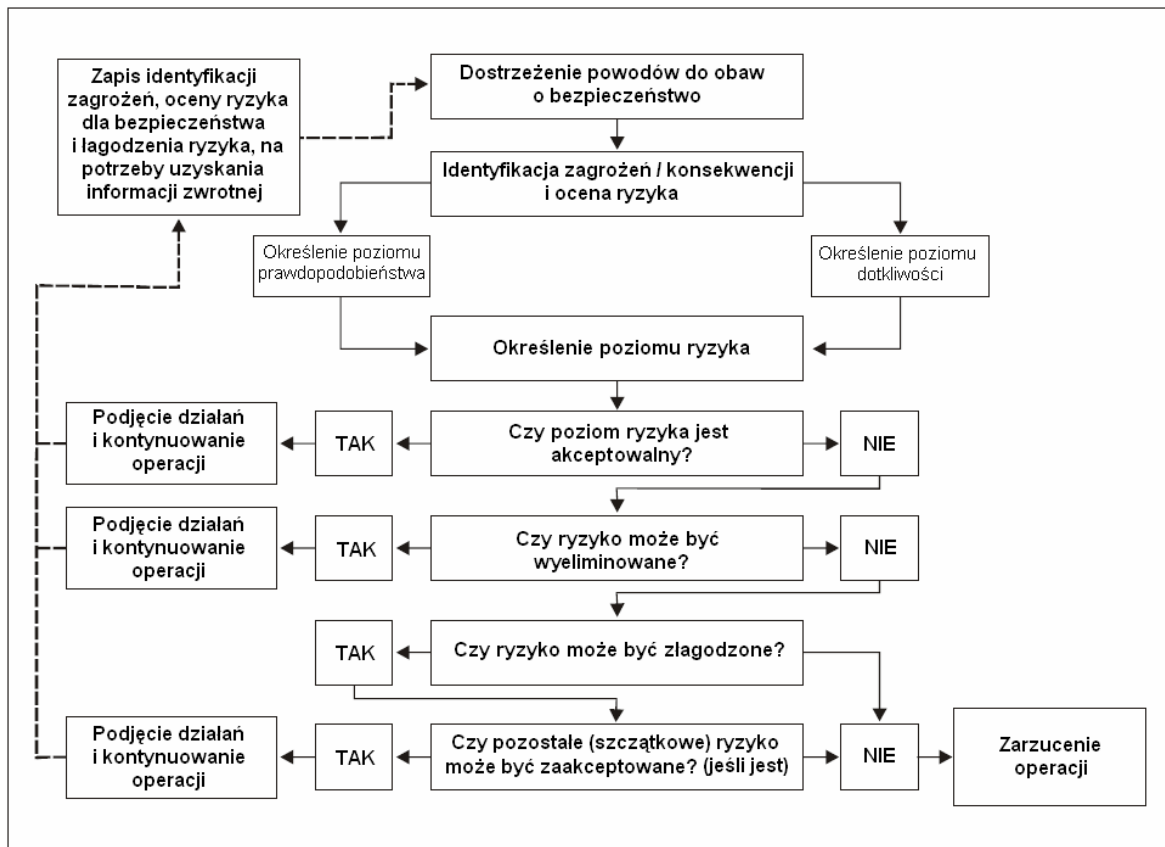 Zapis identyfikacji
zagrożeń, oceny ryzyka
dla bezpieczeństwa
i łagodzenia ryzyka, na
potrzeby uzyskania
informacji zwrotnej
Dostrzeżenie powodów do obaw
o bezpieczeństwo
Identyfikacja zagrożeń / konsekwencji
i ocena ryzyka
Określenie poziomu
prawdopodobieństwa
Określenie poziomu
dotkliwości
Określenie poziomu ryzyka
Podjęcie działań
i kontynuowanie
operacji
TAK
Czy poziom ryzyka jest
akceptowalny?
NIE
Podjęcie działań
i kontynuowanie
operacji
TAK
Czy ryzyko może być
wyeliminowane?
NIE
TAK
Czy ryzyko może być złagodzone?
Podjęcie działań
i kontynuowanie
operacji
TAK
Czy pozostałe (szczątkowe) ryzyko
może być zaakceptowane? (jeśli jest)
NIE
Zarzucenie
operacji